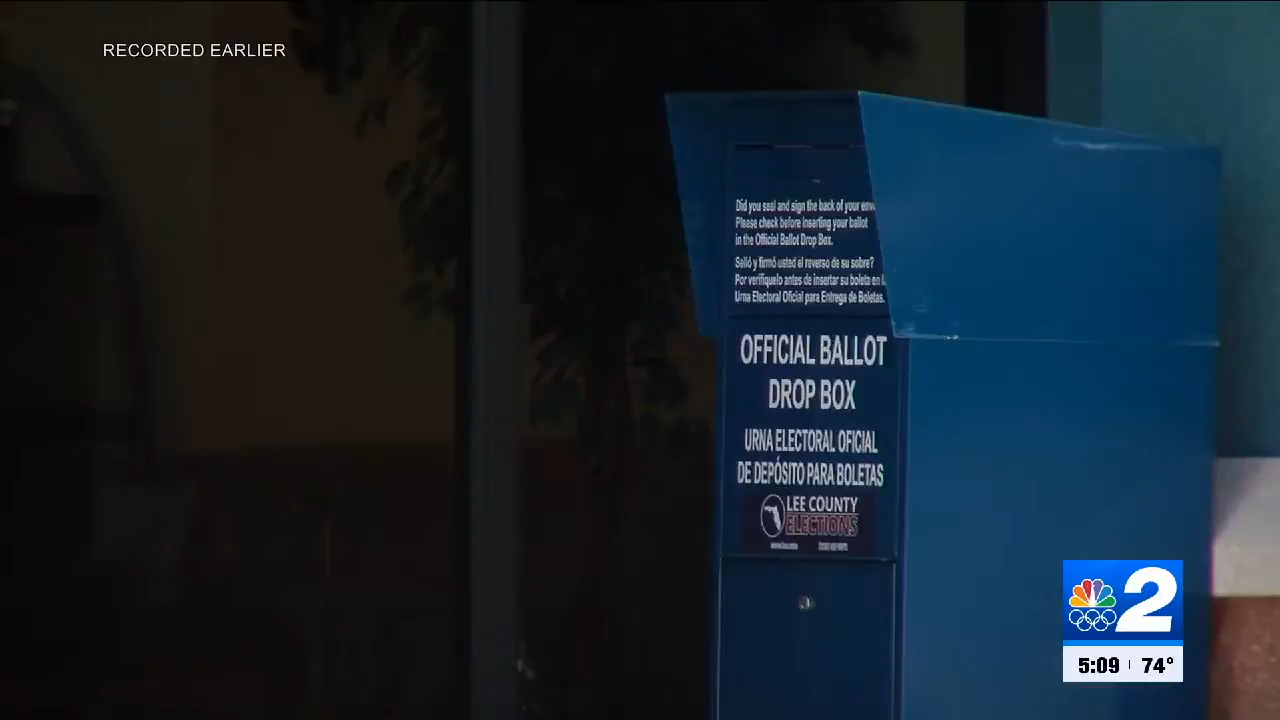 RECORDED EARLIER
Did you seal and sign the back of your
Please check before inserting your ballot
in the Official Ballot Drop Box.
Selló y firmó usted el reverso de su sobre?
Por verifíquelo antes de insertar su boleta en
Urna Electoral Oficial para Entrega de Boletas.
OFFICIAL BALLOT
DROP BOX
URNA ELECTORAL OFICIAL
DE DEPÓSITO PARA BOLETAS
LEE COUNTY
ELECTIONS
2
5:09 74°